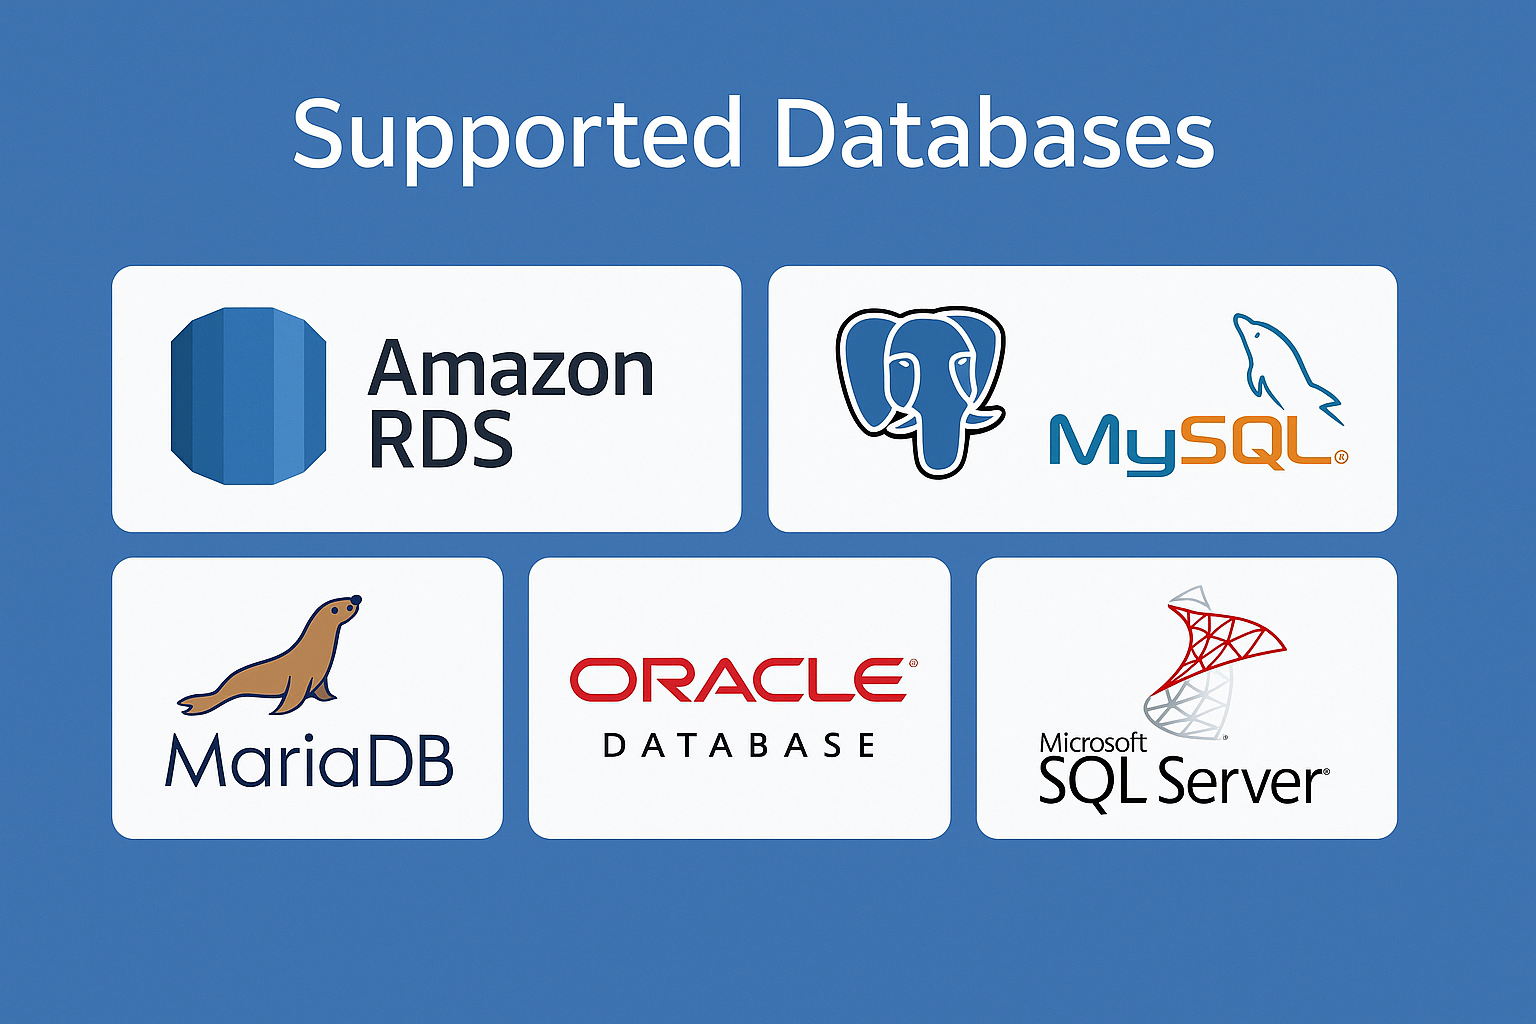 Supported Databases
Amazon
RDS
MySQL®
MariaDB
ORACLE®
DATABASE
Microsoft
SQL Server®